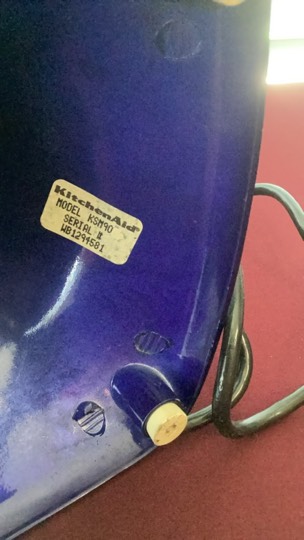 KitchenAid
MODEL KSM90
SERIAL #
WB1294581